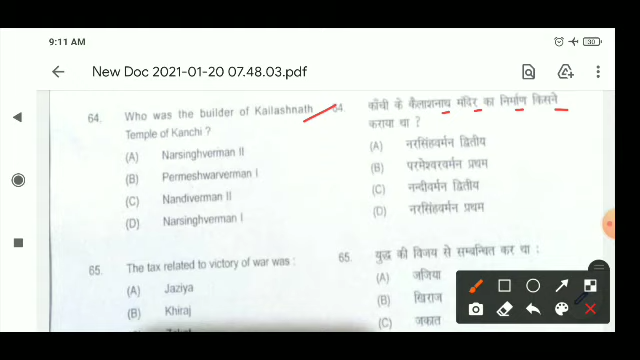 9:11 AM
30
New Doc 2021-01-20 07.48.03.pdf
64. Who was the builder of Kailashnath
Temple of Kanchi ?
(A) Narsinghverman II
(B) Permeshwarverman I
(C) Nandiverman II
(D) Narsinghverman I
65. The tax related to victory of war was :
(A) Jaziya
(B) Khiraj
64. काँची के कैलाशनाथ मंदिर का निर्माण किसने
कराया था ?
(A) नरसिंहवर्मन द्वितीय
(B) परमेश्वरवर्मन प्रथम
(C) नन्दीवर्मन द्वितीय
(D) नरसिंहवर्मन प्रथम
65. युद्ध की विजय से सम्बन्धित कर था :
(A) जजिया
(B) खिराज
(C) जकात